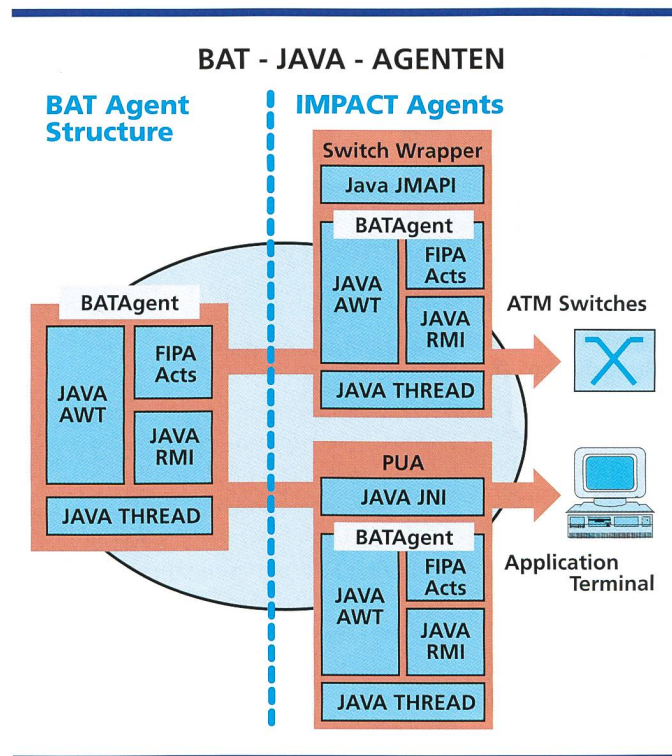 BAT - JAVA - AGENTEN
BAT Agent
Structure
IMPACT Agents
BATAgent
JAVA
AWT
FIPA
Acts
JAVA
RMI
JAVA THREAD
Switch Wrapper
Java JMAPI
BATAgent
JAVA
AWT
FIPA
Acts
JAVA
RMI
JAVA THREAD
ATM Switches
PUA
JAVA JNI
BATAgent
JAVA
AWT
FIPA
Acts
JAVA
RMI
JAVA THREAD
Application
Terminal